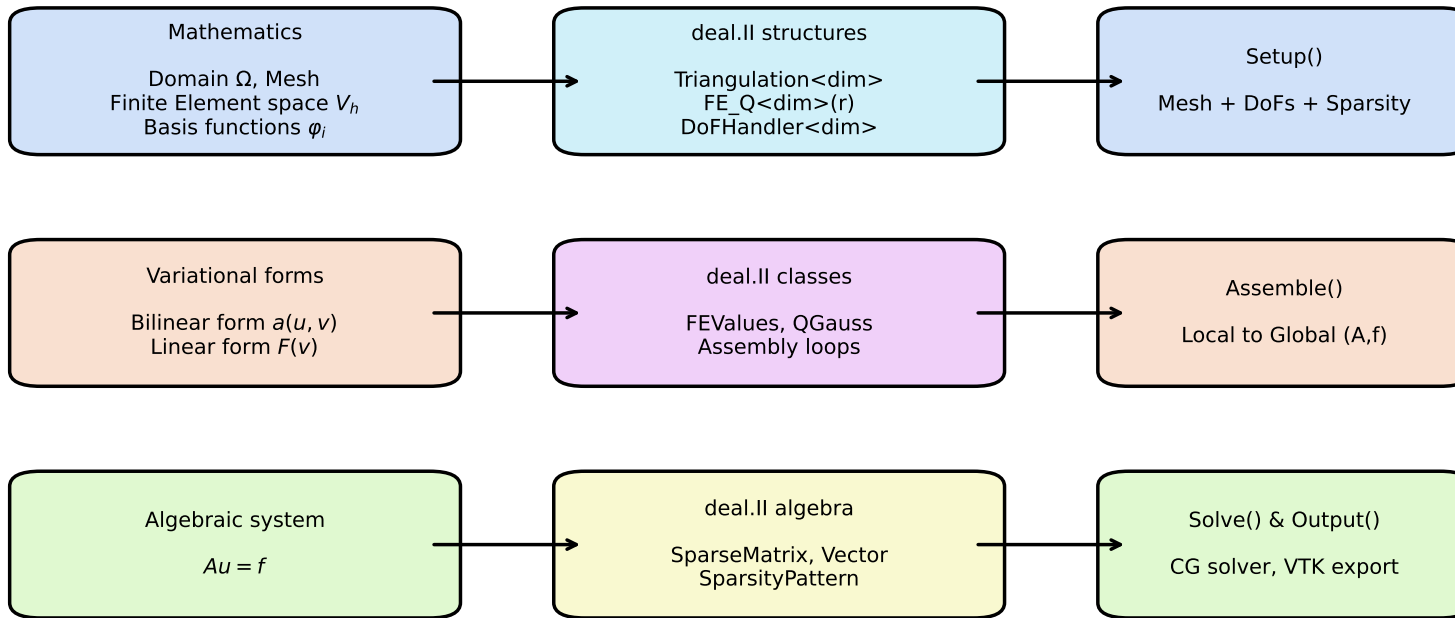 Mathematics
Domain Ω, Mesh
Finite Element space V_h
Basis functions φ_i
deal.II structures
Triangulation<dim>
FE_Q<dim>(r)
DoFHandler<dim>
Setup()
Mesh + DoFs + Sparsity
Variational forms
Bilinear form a(u, v)
Linear form F(v)
deal.II classes
FEValues, QGauss
Assembly loops
Assemble()
Local to Global (A,f)
Algebraic system
Au = f
deal.II algebra
SparseMatrix, Vector
SparsityPattern
Solve() & Output()
CG solver, VTK export